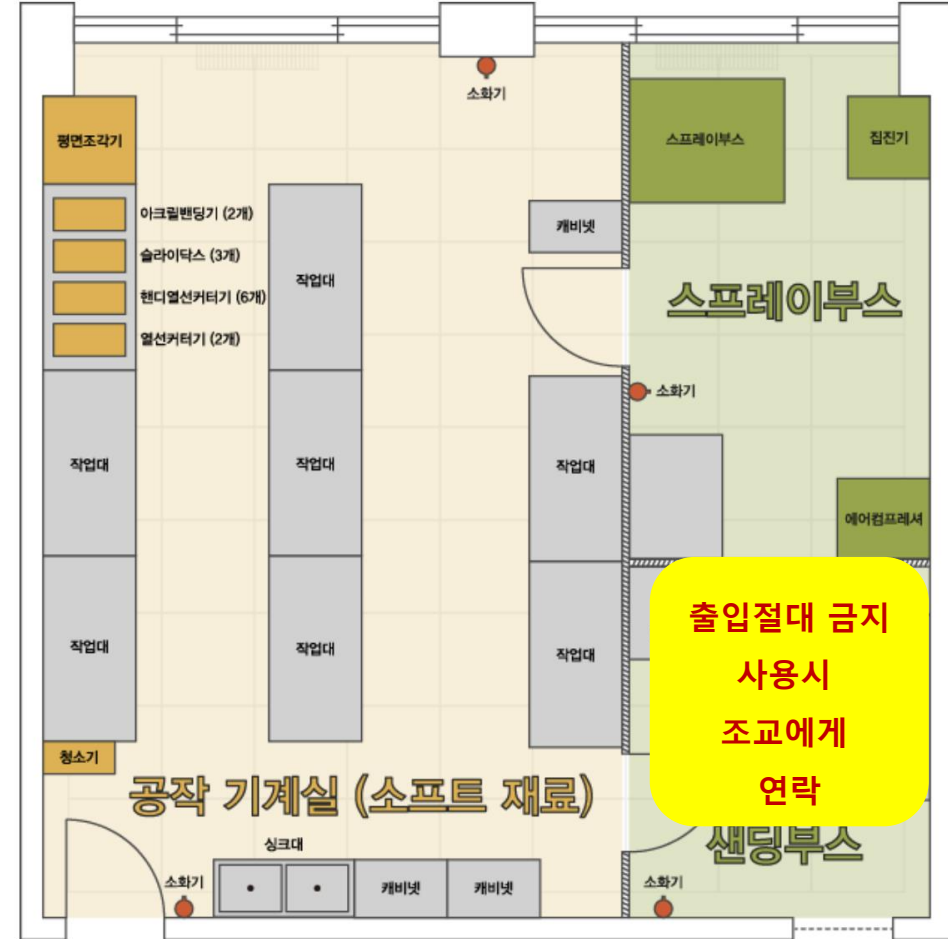 소화기
평면조각기
스프레이부스
집진기
아크릴밴딩기 (2개)
슬라이닥스 (3개)
핸디열선커터기 (6개)
열선커터기 (2개)
작업대
캐비넷
스프레이부스
소화기
작업대
작업대
작업대
에어컴프레셔
작업대
작업대
작업대
출입절대 금지
사용시
조교에게
연락
청소기
공작 기계실 (소프트 재료)
샌딩부스
싱크대
소화기
캐비넷
캐비넷
소화기